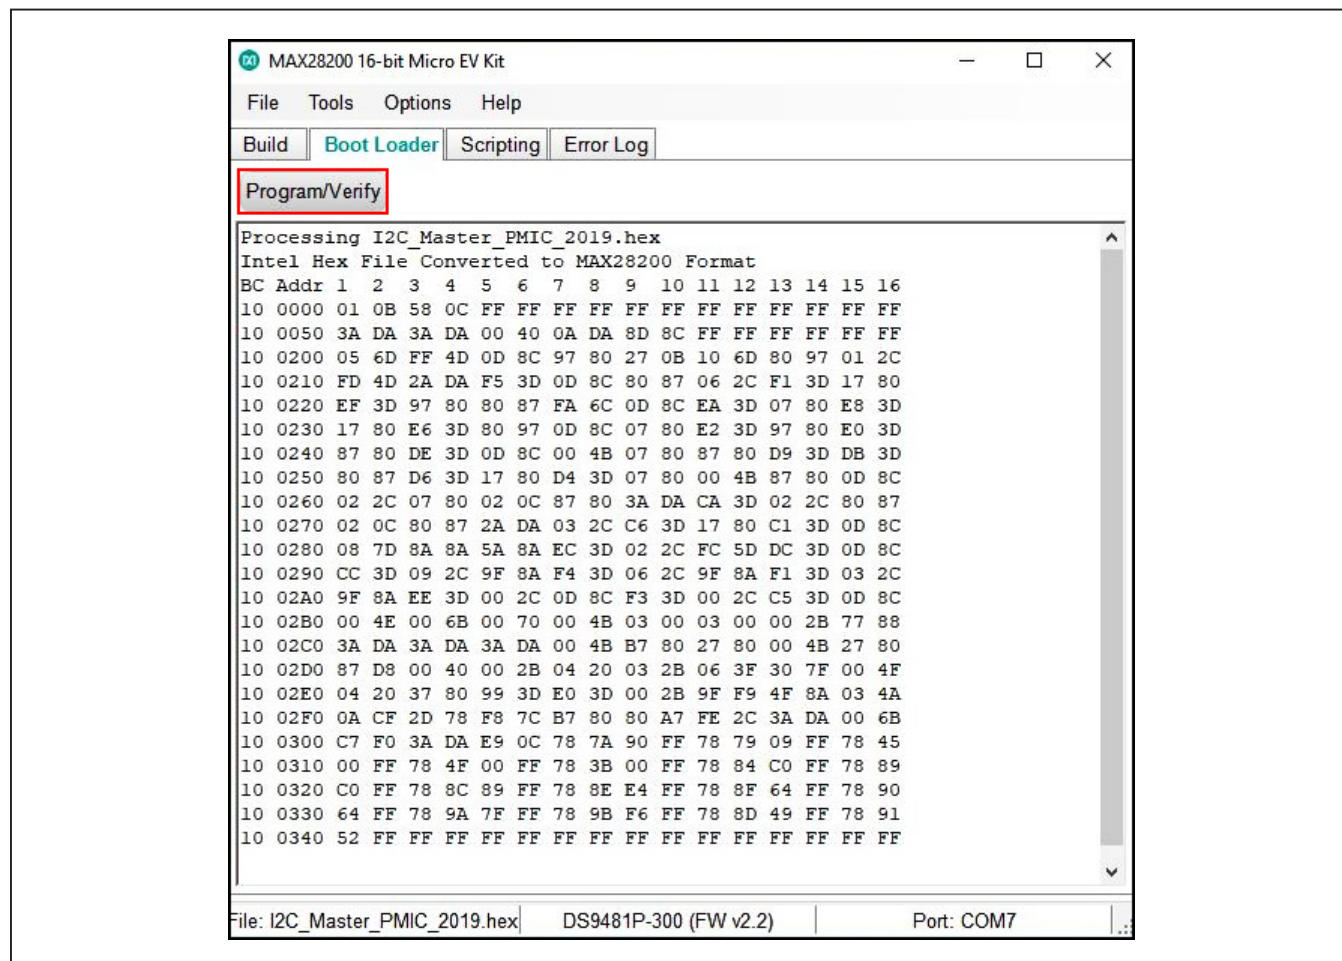 MAX28200 16-bit Micro EV Kit
File Tools Options Help
Build Boot Loader Scripting Error Log
Program/Verify
Processing I2C_Master_PMIC_2019.hex
Intel Hex File Converted to MAX28200 Format
BC Addr 1 2 3 4 5 6 7 8 9 10 11 12 13 14 15 16
10 0000 01 0B 58 0C FF FF FF FF FF FF FF FF FF FF FF FF
10 0050 3A DA 3A DA 00 40 0A DA 8D 8C FF FF FF FF FF FF
10 0200 05 6D FF 4D 0D 8C 97 80 27 0B 10 6D 80 97 01 2C
10 0210 FD 4D 2A DA F5 3D 0D 8C 80 87 06 2C F1 3D 17 80
10 0220 EF 3D 97 80 80 87 FA 6C 0D 8C EA 3D 07 80 E8 3D
10 0230 17 80 E6 3D 80 97 0D 8C 07 80 E2 3D 97 80 E0 3D
10 0240 87 80 DE 3D 0D 8C 00 4B 07 80 87 80 D9 3D DB 3D
10 0250 80 87 D6 3D 17 80 D4 3D 07 80 00 4B 87 80 0D 8C
10 0260 02 2C 07 80 02 0C 87 80 3A DA CA 3D 02 2C 80 87
10 0270 02 0C 80 87 2A DA 03 2C C6 3D 17 80 C1 3D 0D 8C
10 0280 08 7D 8A 8A 5A 8A EC 3D 02 2C FC 5D DC 3D 0D 8C
10 0290 CC 3D 09 2C 9F 8A F4 3D 06 2C 9F 8A F1 3D 03 2C
10 02A0 9F 8A EE 3D 00 2C 0D 8C F3 3D 00 2C C5 3D 0D 8C
10 02B0 00 4E 00 6B 00 70 00 4B 03 00 03 00 00 2B 77 88
10 02C0 3A DA 3A DA 3A DA 00 4B B7 80 27 80 00 4B 27 80
10 02D0 87 D8 00 40 00 2B 04 20 03 2B 06 3F 30 7F 00 4F
10 02E0 04 20 37 80 99 3D E0 3D 00 2B 9F F9 4F 8A 03 4A
10 02F0 0A CF 2D 78 F8 7C B7 80 80 A7 FE 2C 3A DA 00 6B
10 0300 C7 F0 3A DA E9 0C 78 7A 90 FF 78 79 09 FF 78 45
10 0310 00 FF 78 4F 00 FF 78 3B 00 FF 78 84 C0 FF 78 89
10 0320 C0 FF 78 8C 89 FF 78 8E E4 FF 78 8F 64 FF 78 90
10 0330 64 FF 78 9A 7F FF 78 9B F6 FF 78 8D 49 FF 78 91
10 0340 52 FF FF FF FF FF FF FF FF FF FF FF FF FF FF FF
File: I2C_Master_PMIC_2019.hex DS9481P-300 (FW v2.2) Port: COM7